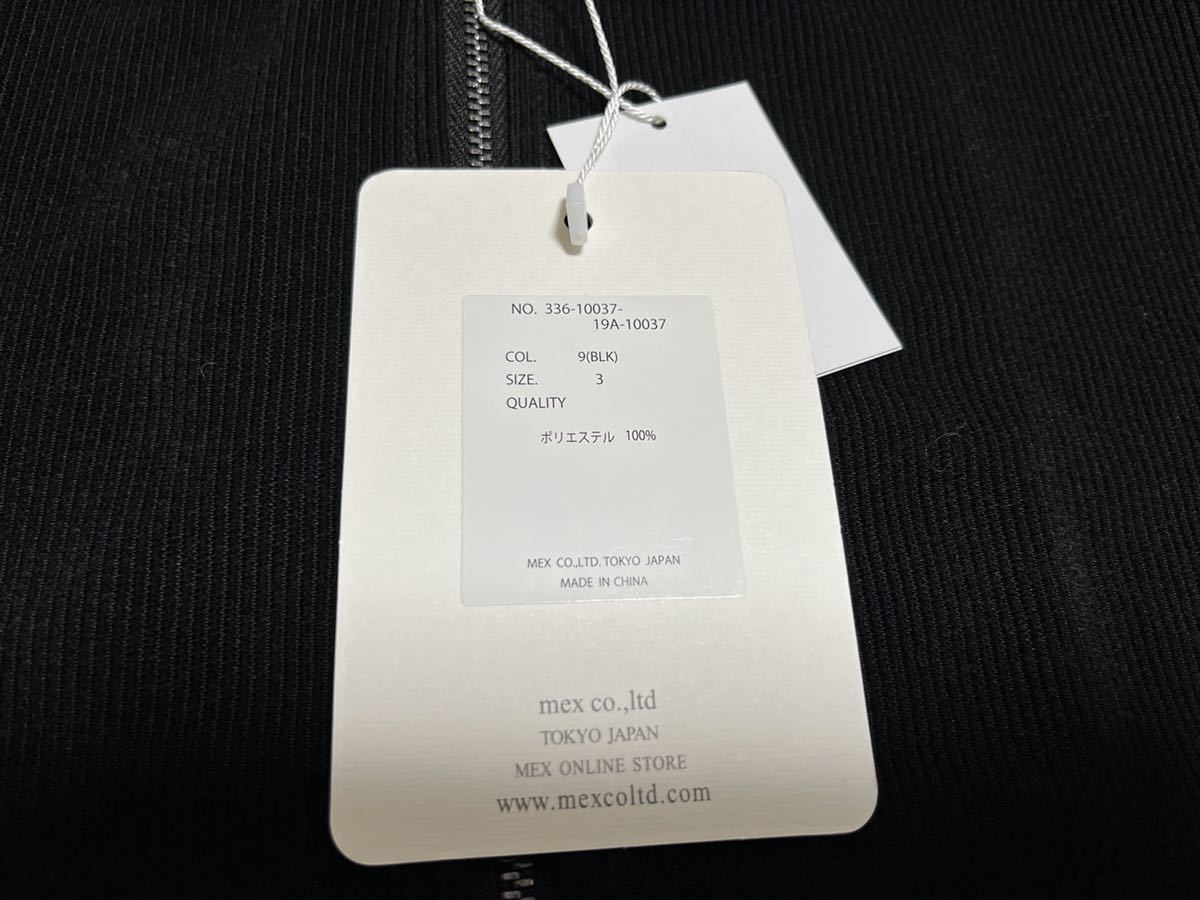 NO. 336-10037-
19A-10037
COL. 9(BLK)
SIZE. 3
QUALITY
ポリエステル 100%
MEX CO.,LTD. TOKYO JAPAN
MADE IN CHINA
mex co.,ltd
TOKYO JAPAN
MEX ONLINE STORE
www.mexcoltd.com